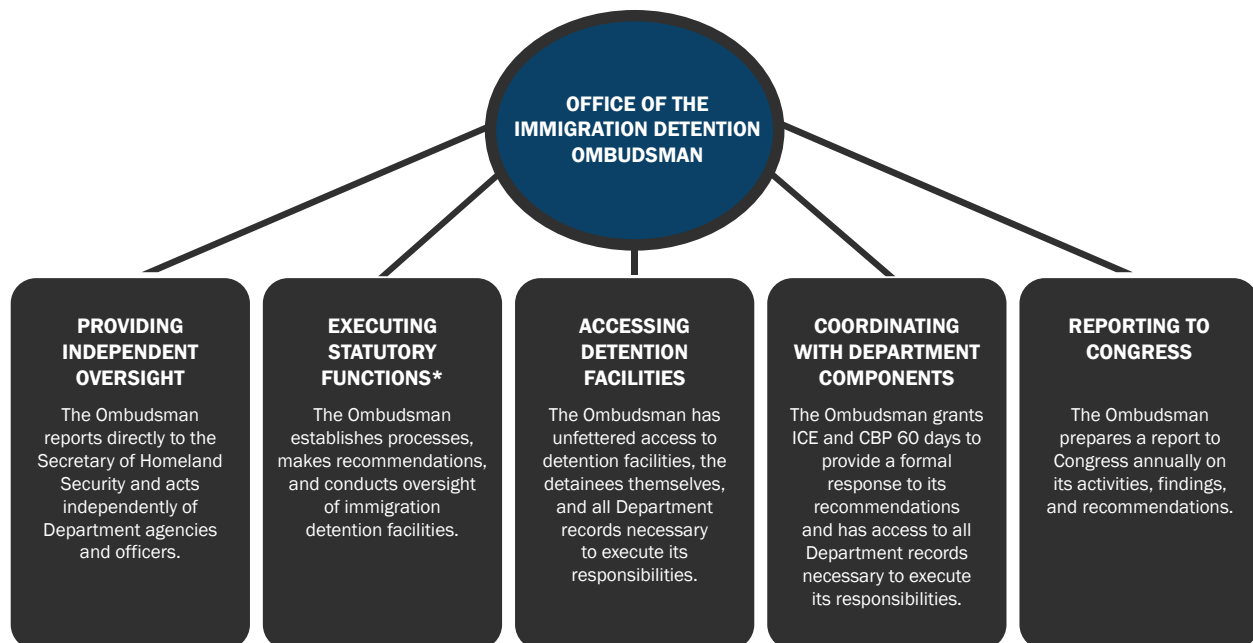 OFFICE OF THE
IMMIGRATION DETENTION
OMBUDSMAN
PROVIDING
INDEPENDENT
OVERSIGHT
The Ombudsman
reports directly to the
Secretary of Homeland
Security and acts
independently of
Department agencies
and officers.
EXECUTING
STATUTORY
FUNCTIONS*
The Ombudsman
establishes processes,
makes recommendations,
and conducts oversight
of immigration
detention facilities.
ACCESSING
DETENTION
FACILITIES
The Ombudsman has
unfettered access to
detention facilities, the
detainees themselves,
and all Department
records necessary
to execute its
responsibilities.
COORDINATING
WITH DEPARTMENT
COMPONENTS
The Ombudsman grants
ICE and CBP 60 days to
provide a formal
response to its
recommendations
and has access to all
Department records
necessary to execute
its responsibilities.
REPORTING TO
CONGRESS
The Ombudsman
prepares a report to
Congress annually on
its activities, findings,
and recommendations.